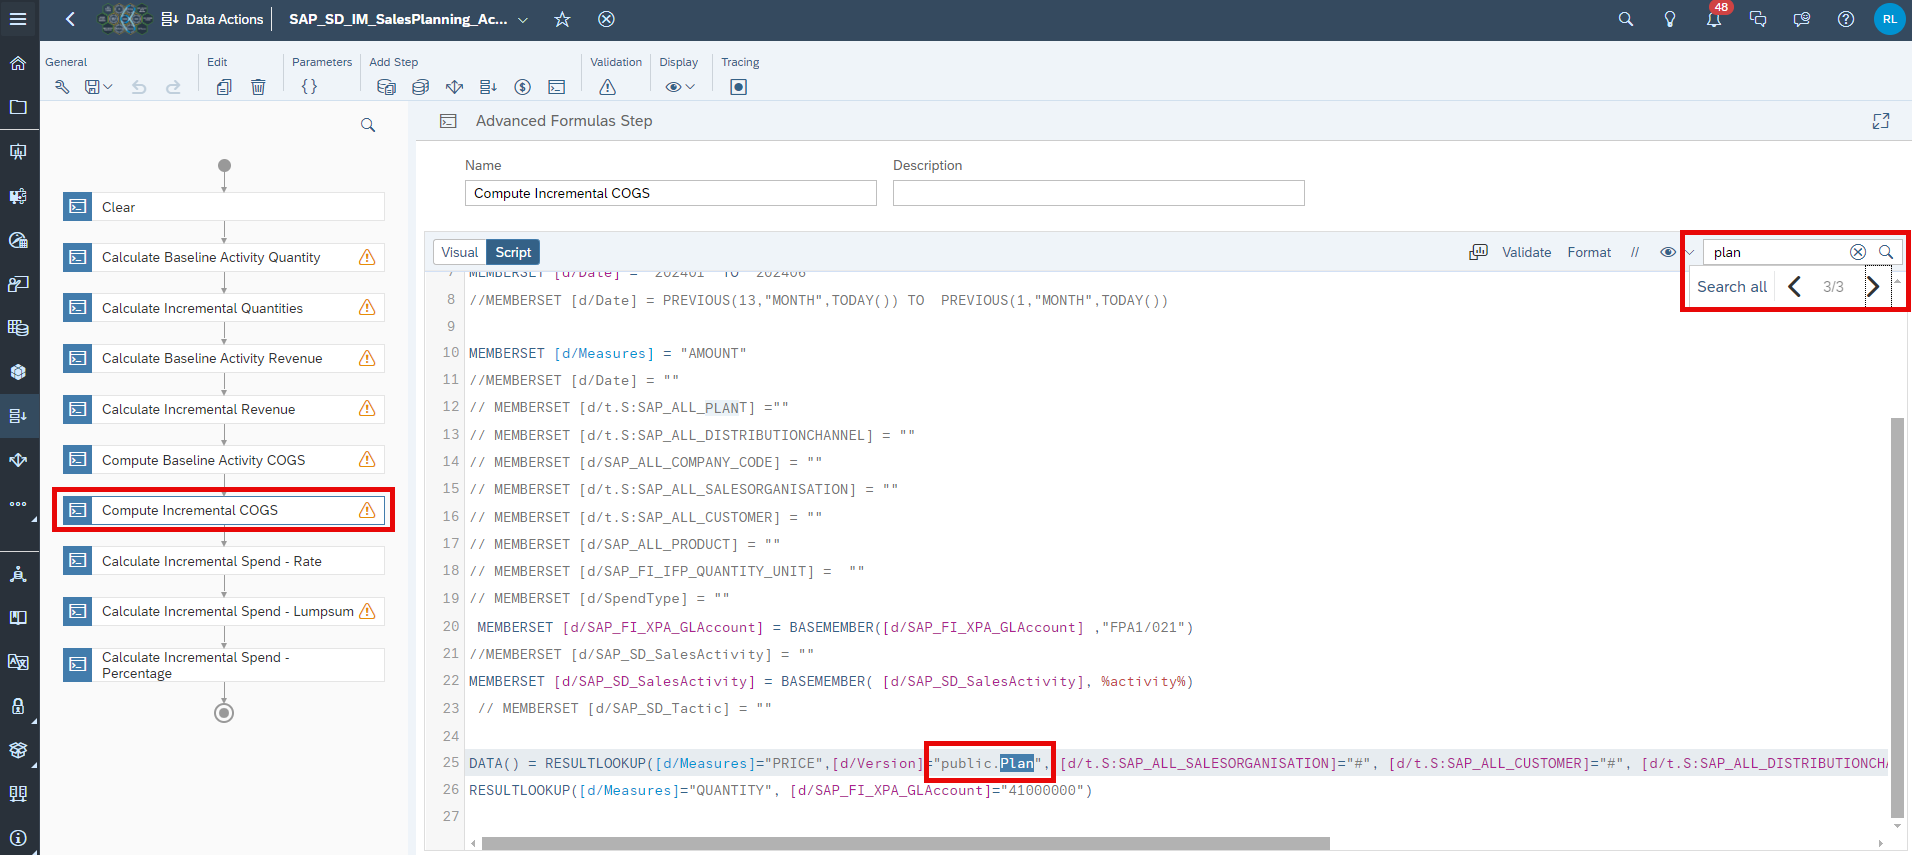 Data Actions
SAP_SD_IM_SalesPlanning_Ac...
48
RL
General
Edit
Parameters
Add Step
Validation
Display
Tracing
Advanced Formulas Step
Name
Description
Compute Incremental COGS
Clear
Calculate Baseline Activity Quantity
Calculate Incremental Quantities
Calculate Baseline Activity Revenue
Calculate Incremental Revenue
Compute Baseline Activity COGS
Compute Incremental COGS
Calculate Incremental Spend - Rate
Calculate Incremental Spend - Lumpsum
Calculate Incremental Spend -
Percentage
Visual
Script
Validate
Format
//
plan
Search all
3/3
7 MEMBERSET [d/Date] = "202401" TO "202406"
8 //MEMBERSET [d/Date] = PREVIOUS(13,"MONTH",TODAY()) TO  PREVIOUS(1,"MONTH",TODAY())
9
10 MEMBERSET [d/Measures] = "AMOUNT"
11 //MEMBERSET [d/Date] = ""
12 // MEMBERSET [d/t.S:SAP_ALL_PLANT] =""
13 // MEMBERSET [d/t.S:SAP_ALL_DISTRIBUTIONCHANNEL] = ""
14 // MEMBERSET [d/SAP_ALL_COMPANY_CODE] = ""
15 // MEMBERSET [d/t.S:SAP_ALL_SALESORGANISATION] = ""
16 // MEMBERSET [d/t.S:SAP_ALL_CUSTOMER] = ""
17 // MEMBERSET [d/SAP_ALL_PRODUCT] = ""
18 // MEMBERSET [d/SAP_FI_IFP_QUANTITY_UNIT] =  ""
19 // MEMBERSET [d/SpendType] = ""
20  MEMBERSET [d/SAP_FI_XPA_GLAccount] = BASEMEMBER([d/SAP_FI_XPA_GLAccount] ,"FPA1/021")
21 //MEMBERSET [d/SAP_SD_SalesActivity] = ""
22 MEMBERSET [d/SAP_SD_SalesActivity] = BASEMEMBER( [d/SAP_SD_SalesActivity], %activity%)
23  // MEMBERSET [d/SAP_SD_Tactic] = ""
24
25 DATA() = RESULTLOOKUP([d/Measures]="PRICE",[d/Version]="public.Plan", [d/t.S:SAP_ALL_SALESORGANISATION]="#", [d/t.S:SAP_ALL_CUSTOMER]="#", [d/t.S:SAP_ALL_DISTRIBUTIONCHA
26 RESULTLOOKUP([d/Measures]="QUANTITY", [d/SAP_FI_XPA_GLAccount]="41000000")
27